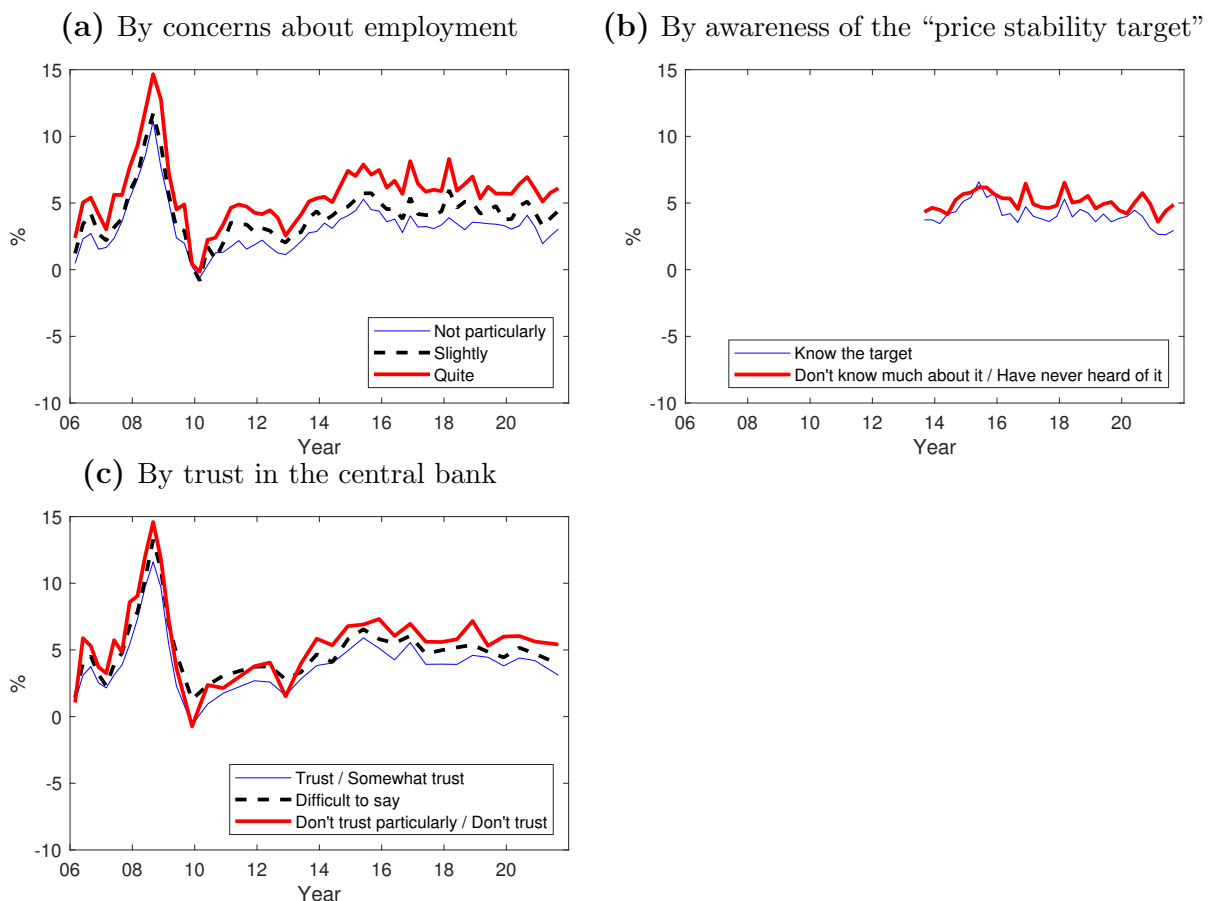 (a) By concerns about employment
15
10
5
0
-5
-10
%
06 08 10 12 14 16 18 20
Year
Not particularly
Slightly
Quite
(b) By awareness of the “price stability target”
15
10
5
0
-5
-10
%
06 08 10 12 14 16 18 20
Year
Know the target
Don't know much about it / Have never heard of it
(c) By trust in the central bank
15
10
5
0
-5
-10
%
06 08 10 12 14 16 18 20
Year
Trust / Somewhat trust
Difficult to say
Don't trust particularly / Don't trust